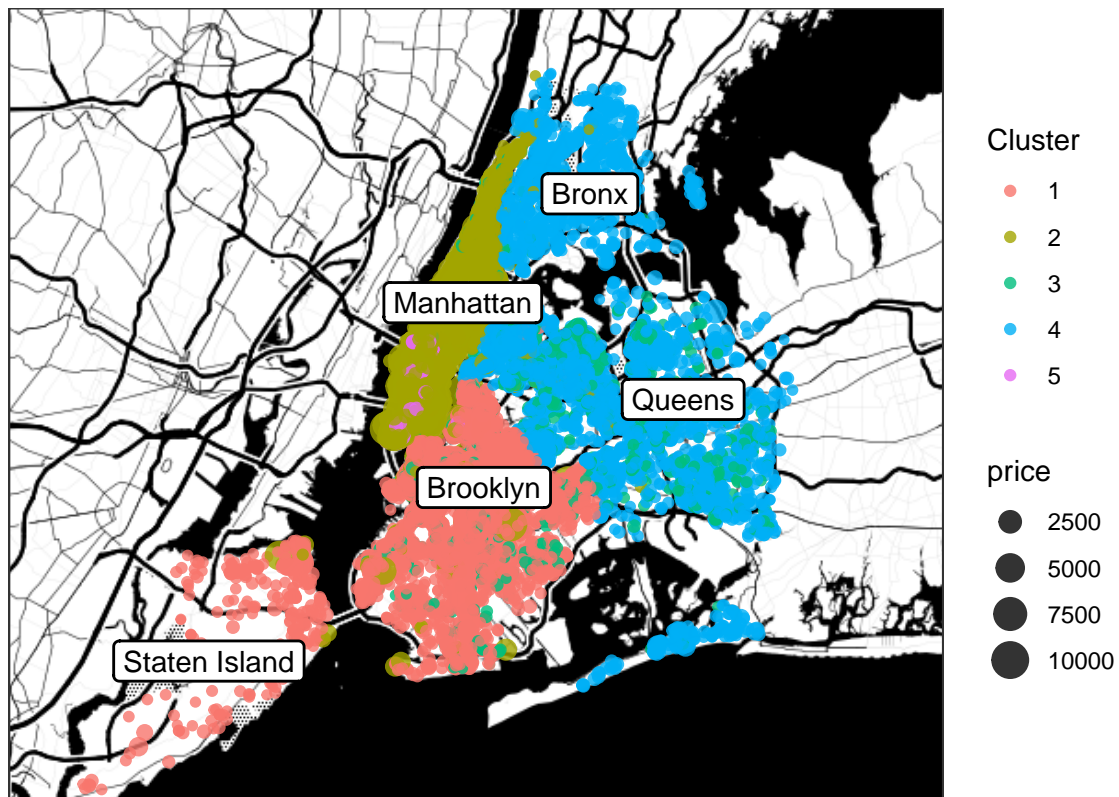 Bronx
Manhattan
Queens
Brooklyn
Staten Island
Cluster
1
2
3
4
5
price
2500
5000
7500
10000